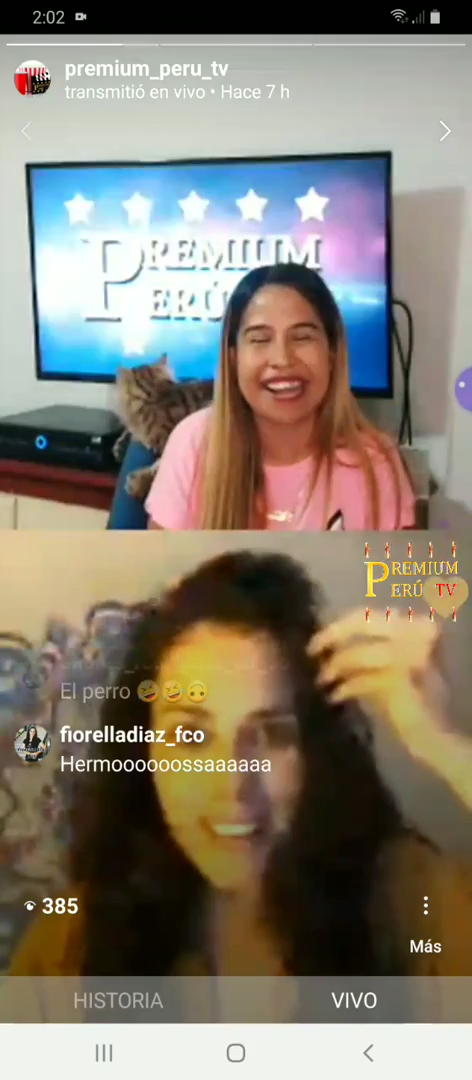 2:02
premium_peru_tv
transmitió en vivo • Hace 7 h
PREMIUM
PERÚ
PREMIUM
PERÚ TV
El perro 🤣🤣🙃
fiorelladiaz_fco
Hermoooooossaaaaaa
385
Más
HISTORIA
VIVO